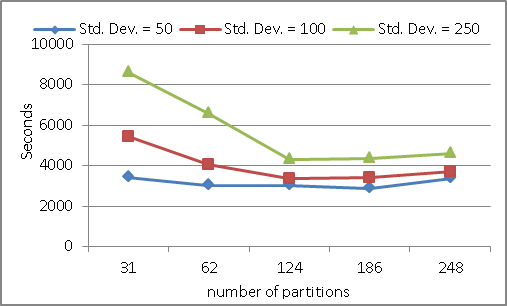 Std. Dev. = 50 Std. Dev. = 100 Std. Dev. = 250
10000
8000
6000
4000
2000
0
Seconds
31 62 124 186 248
number of partitions